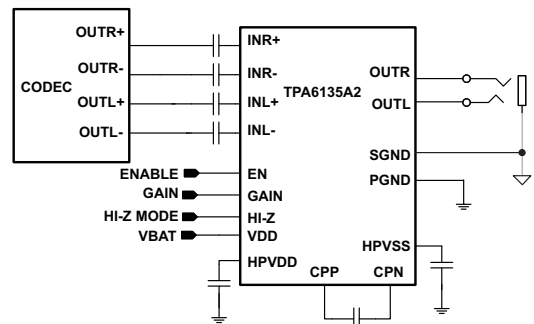 OUTR+
OUTR-
CODEC
OUTL+
OUTL-
INR+
INR-
INL+
INL-
TPA6135A2
OUTR
OUTL
SGND
PGND
ENABLE
EN
GAIN
GAIN
HI-Z MODE
HI-Z
VBAT
VDD
HPVDD
HPVSS
CPP
CPN